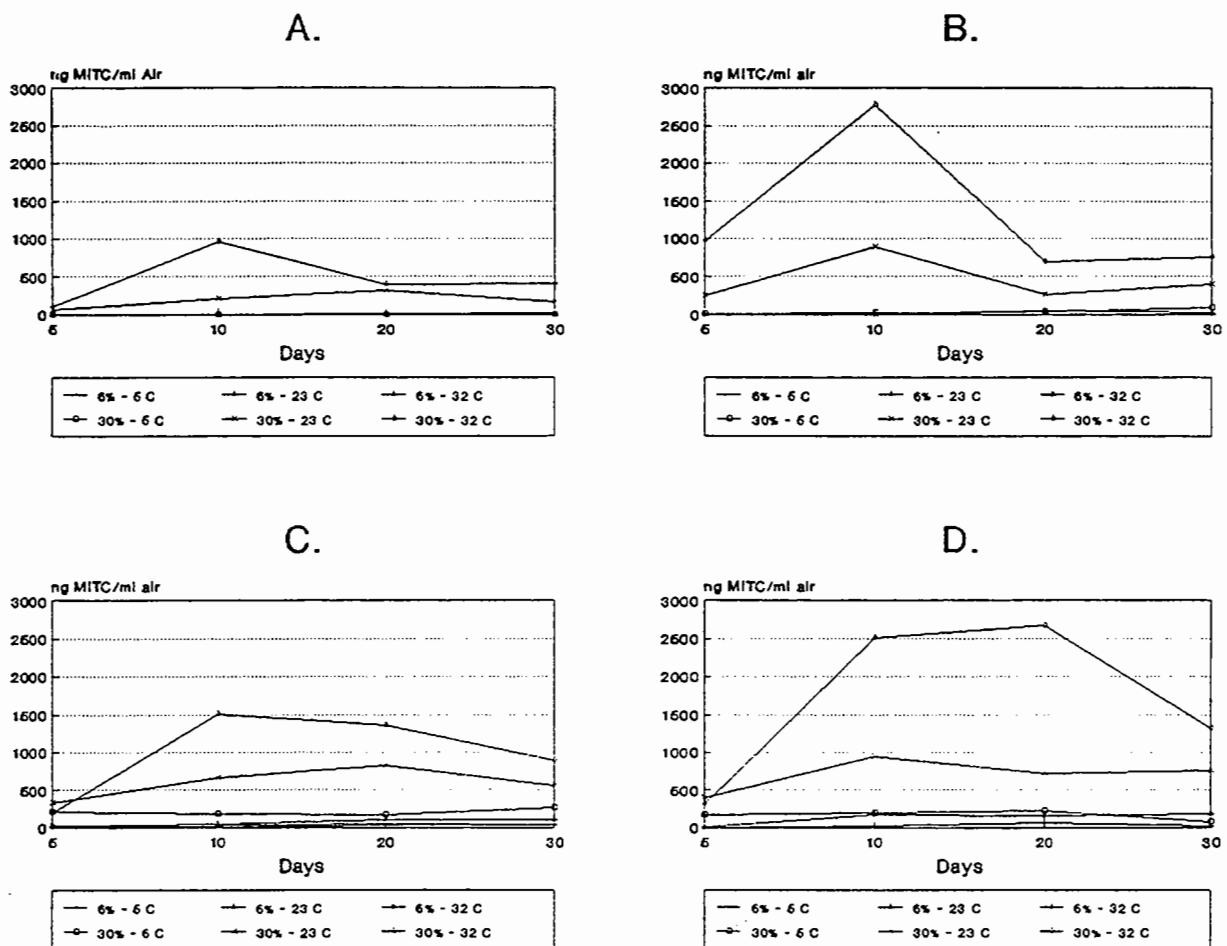 A.
ng MITC/ml Air
3000
2500
2000
1500
1000
500
0
5 10 20 30
Days
6% - 5 C 6% - 23 C 6% - 32 C
30% - 5 C 30% - 23 C 30% - 32 C
B.
ng MITC/ml air
3000
2500
2000
1500
1000
500
0
5 10 20 30
Days
6% - 5 C 6% - 23 C 6% - 32 C
30% - 5 C 30% - 23 C 30% - 32 C
C.
ng MITC/ml air
3000
2500
2000
1500
1000
500
0
5 10 20 30
Days
6% - 5 C 6% - 23 C 6% - 32 C
30% - 5 C 30% - 23 C 30% - 32 C
D.
ng MITC/ml air
3000
2500
2000
1500
1000
500
0
5 10 20 30
Days
6% - 5 C 6% - 23 C 6% - 32 C
30% - 5 C 30% - 23 C 30% - 32 C